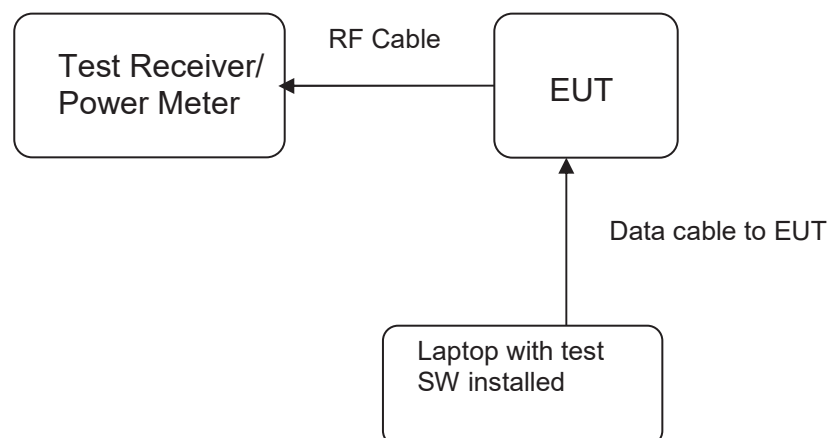 RF Cable
Test Receiver/
Power Meter
EUT
Data cable to EUT
Laptop with test
SW installed